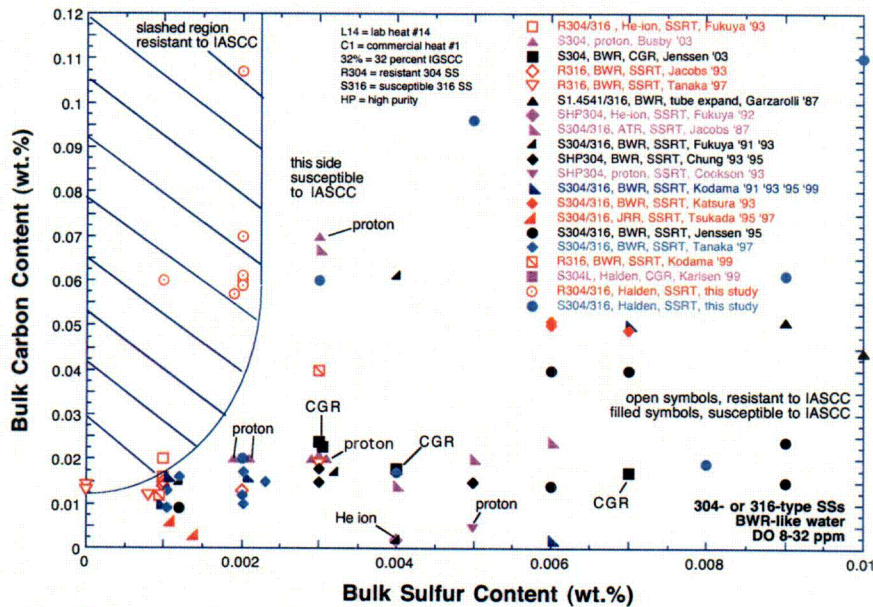 0.12
0.11
0.1
0.09
0.08
0.07
0.06
0.05
0.04
0.03
0.02
0.01
0
Bulk Carbon Content (wt.%)
slashed region
resistant to IASCC
L14 = lab heat #14
C1 = commercial heat #1
32% = 32 percent IGSCC
R304 = resistant 304 SS
S316 = susceptible 316 SS
HP = high purity
this side
susceptible
to IASCC
R304/316 , He-ion, SSRT, Fukuya '93
S304, proton, Busby '03
S304, BWR, CGR, Jenssen '03
R316, BWR, SSRT, Jacobs '93
R316, BWR, SSRT, Tanaka '97
S1.4541/316, BWR, tube expand, Garzarolli '87
SHP304, He-ion, SSRT, Fukuya '92
S304/316, ATR, SSRT, Jacobs '87
S304/316, BWR, SSRT, Fukuya '91 '93
SHP304, BWR, SSRT, Chung '93 '95
SHP304, proton, SSRT, Cookson '93
S304/316, BWR, SSRT, Kodama '91 '93 '95 '99
S304/316, BWR, SSRT, Katsura '93
S304/316, JRR, SSRT, Tsukada '95 '97
S304/316, BWR, SSRT, Jenssen '95
S304/316, BWR, SSRT, Tanaka '97
R316, BWR, SSRT, Kodama '99
S304L, Halden, CGR, Karlsen '99
R304/316, Halden, SSRT, this study
S304/316, Halden, SSRT, this study
proton
open symbols, resistant to IASCC
filled symbols, susceptible to IASCC
CGR
proton
proton
CGR
CGR
He ion
proton
304- or 316-type SSs
BWR-like water
DO 8-32 ppm
0
0.002
0.004
0.006
0.008
0.01
Bulk Sulfur Content (wt.%)